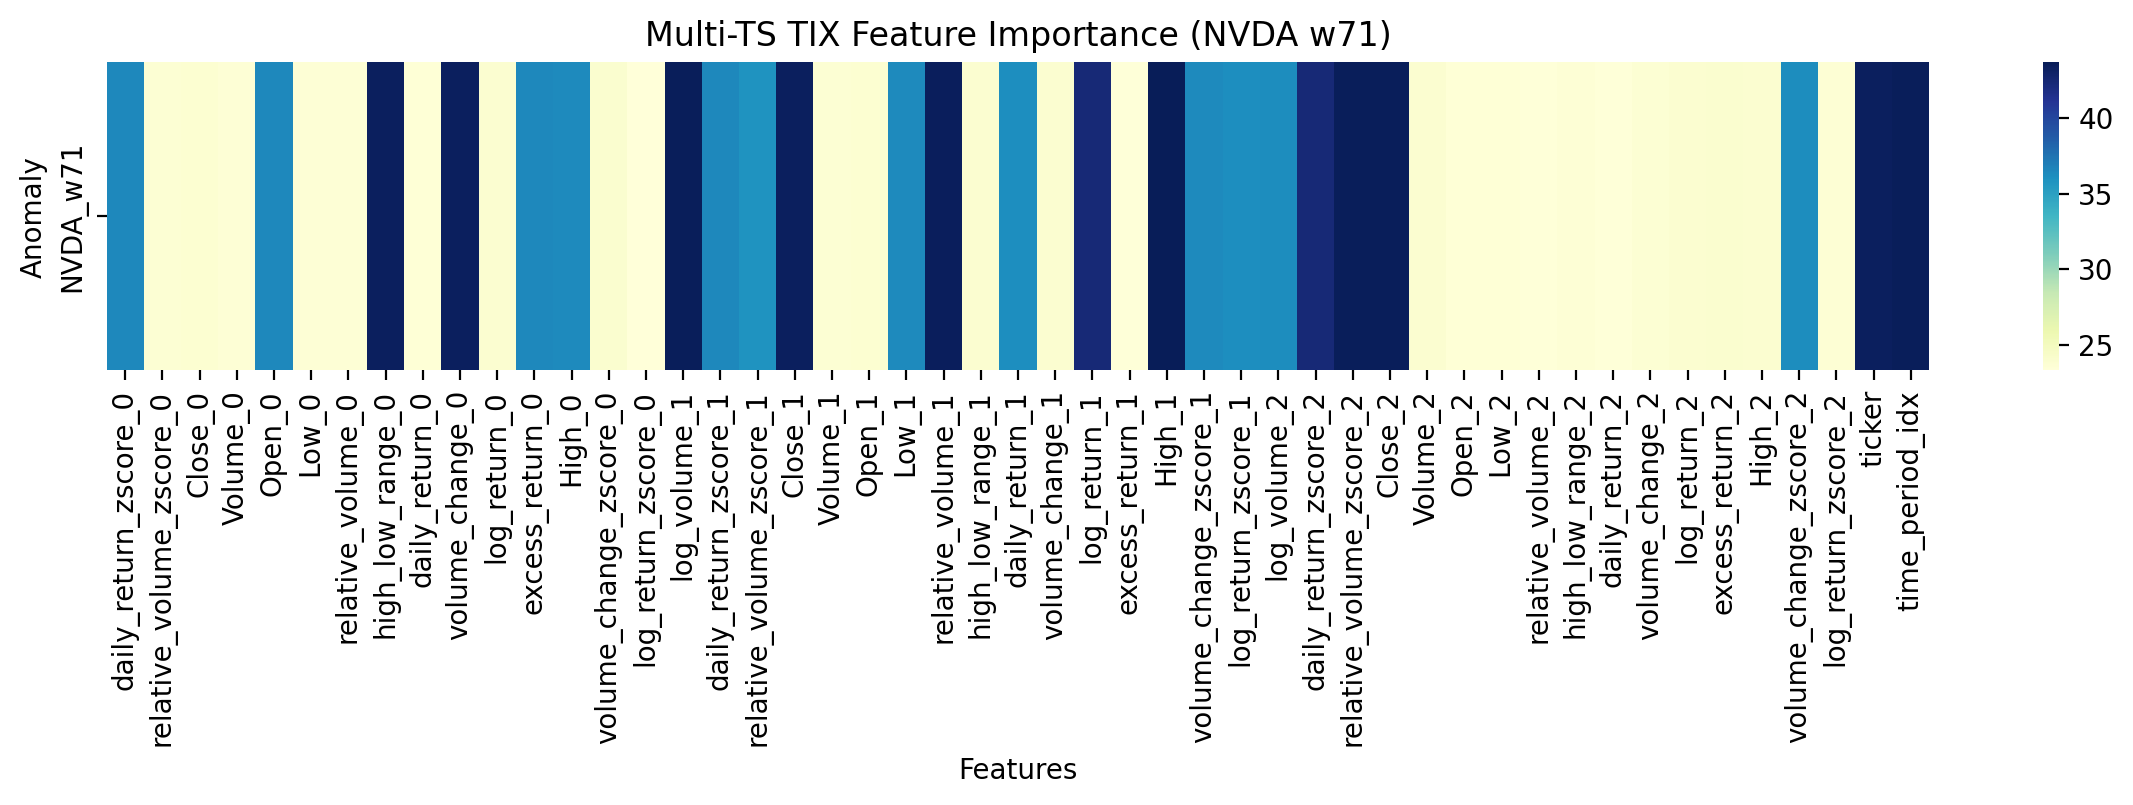 Multi-TS TIX Feature Importance (NVDA w71)
Anomaly
NVDA_w71
40
35
30
25
daily_return_zscore_0
relative_volume_zscore_0
Close_0
Volume_0
Open_0
Low_0
relative_volume_0
high_low_range_0
daily_return_0
volume_change_0
log_return_0
excess_return_0
High_0
volume_change_zscore_0
log_return_zscore_0
log_volume_1
daily_return_zscore_1
relative_volume_zscore_1
Close_1
Volume_1
Open_1
Low_1
relative_volume_1
high_low_range_1
daily_return_1
volume_change_1
log_return_1
excess_return_1
High_1
volume_change_zscore_1
log_return_zscore_1
log_volume_2
daily_return_zscore_2
relative_volume_zscore_2
Close_2
Volume_2
Open_2
Low_2
relative_volume_2
high_low_range_2
daily_return_2
volume_change_2
log_return_2
excess_return_2
High_2
volume_change_zscore_2
log_return_zscore_2
ticker
time_period_idx
Features